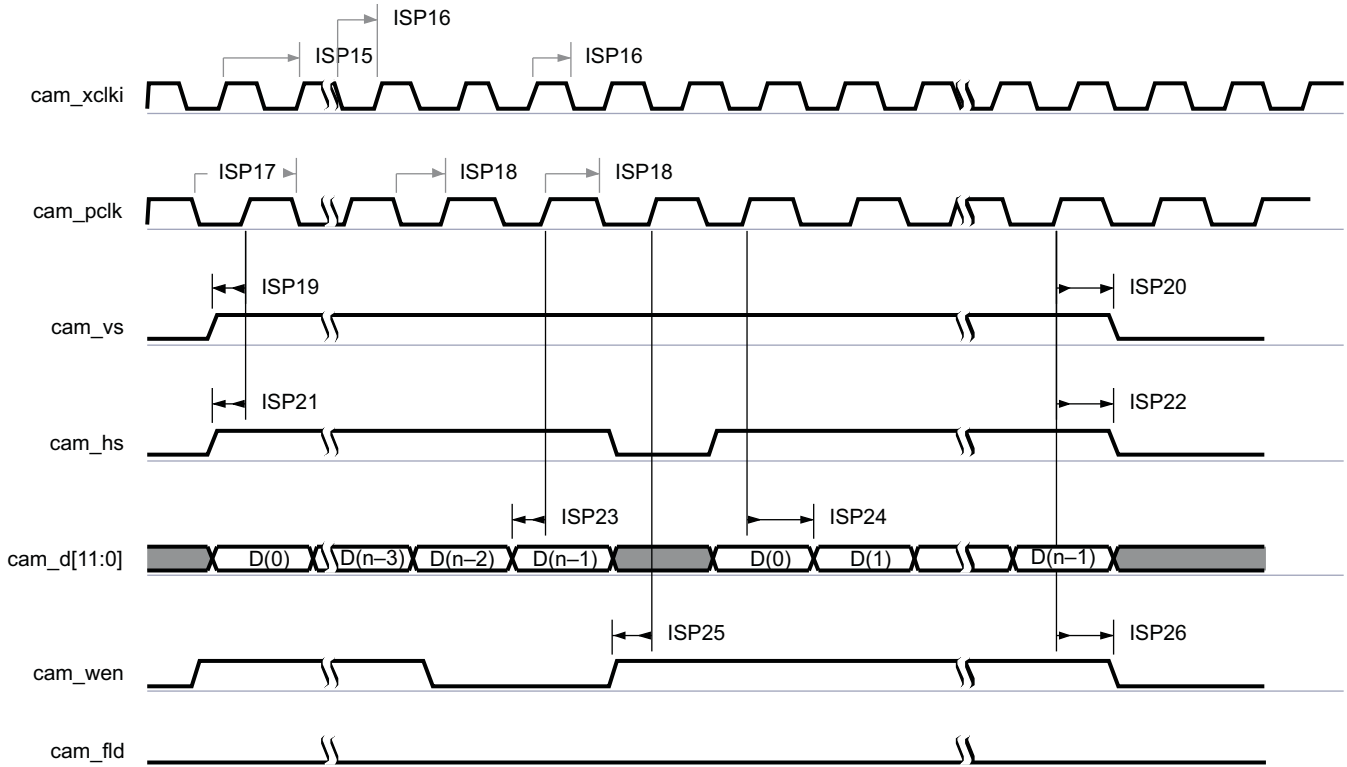 ISP16
ISP15
ISP16
cam_xclki
ISP17
ISP18
ISP18
cam_pclk
ISP19
ISP20
cam_vs
ISP21
ISP22
cam_hs
ISP23
ISP24
cam_d[11:0]
D(0)
D(n–3)
D(n–2)
D(n–1)
D(0)
D(1)
D(n–1)
ISP25
ISP26
cam_wen
cam_fld